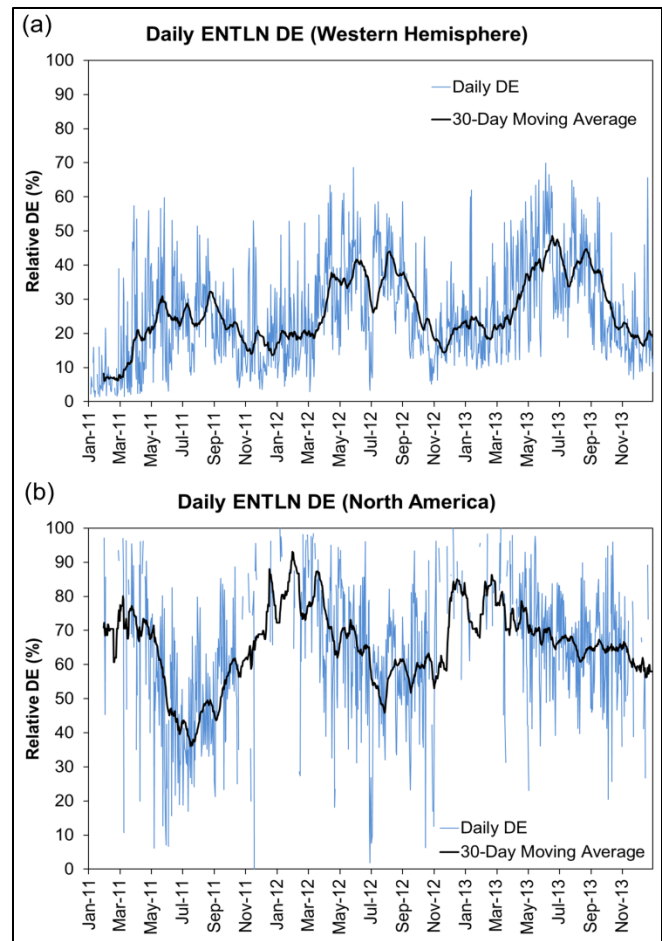 (a)
Daily ENTLN DE (Western Hemisphere)
100
90
80
70
60
50
40
30
20
10
0
Relative DE (%)
Daily DE
30-Day Moving Average
Jan-11
Mar-11
May-11
Jul-11
Sep-11
Nov-11
Jan-12
Mar-12
May-12
Jul-12
Sep-12
Nov-12
Jan-13
Mar-13
May-13
Jul-13
Sep-13
Nov-13
(b)
Daily ENTLN DE (North America)
100
90
80
70
60
50
40
30
20
10
0
Relative DE (%)
Daily DE
30-Day Moving Average
Jan-11
Mar-11
May-11
Jul-11
Sep-11
Nov-11
Jan-12
Mar-12
May-12
Jul-12
Sep-12
Nov-12
Jan-13
Mar-13
May-13
Jul-13
Sep-13
Nov-13